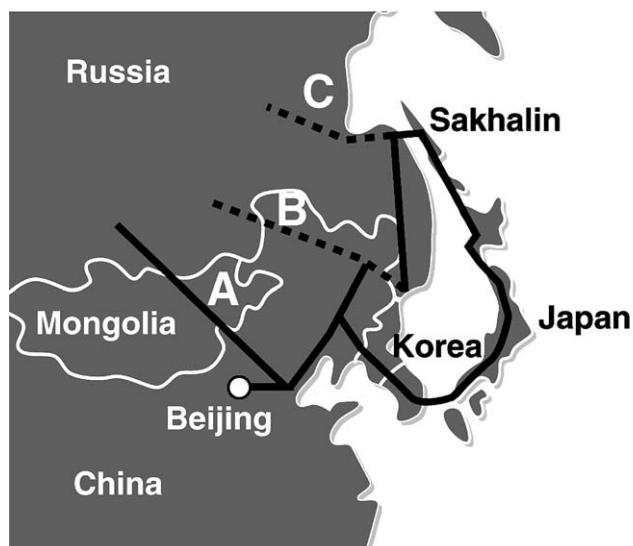 Russia
C
Sakhalin
B
A
Mongolia
Korea
Japan
Beijing
China